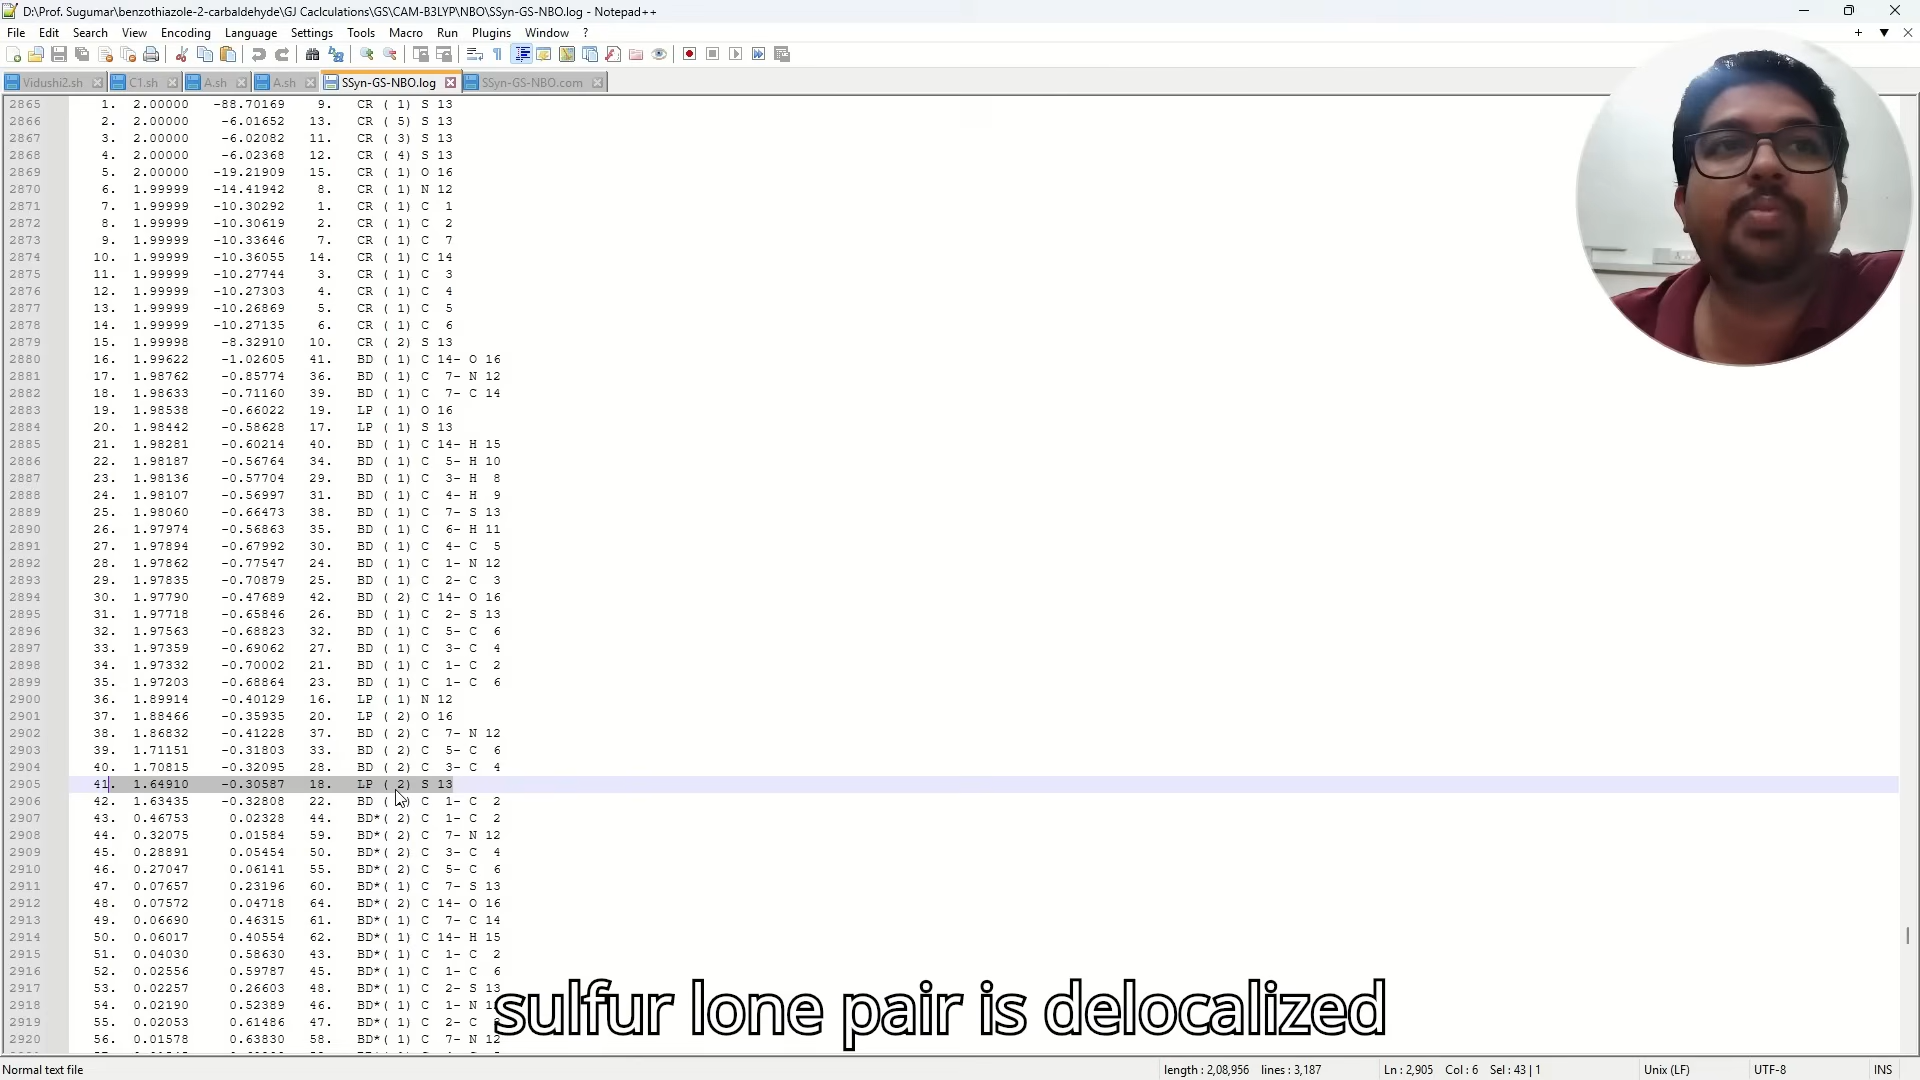 D:\Prof. Sugumar\benzothiazole-2-carbaldehyde\GJ Caclculations\GS\CAM-B3LYP\NBO\SSyn-GS-NBO.log - Notepad++
File Edit Search View Encoding Language Settings Tools Macro Run Plugins Window ?
Vidushi2.sh C1.sh A.sh A.sh SSyn-GS-NBO.log SSyn-GS-NBO.com
2865 1. 2.00000 -88.70169 9. CR ( 1) S 13
2866 2. 2.00000 -6.01652 13. CR ( 5) S 13
2867 3. 2.00000 -6.02082 11. CR ( 3) S 13
2868 4. 2.00000 -6.02368 12. CR ( 4) S 13
2869 5. 2.00000 -19.21909 15. CR ( 1) O 16
2870 6. 1.99999 -14.41942 8. CR ( 1) N 12
2871 7. 1.99999 -10.30292 1. CR ( 1) C 1
2872 8. 1.99999 -10.30619 2. CR ( 1) C 2
2873 9. 1.99999 -10.33646 7. CR ( 1) C 7
2874 10. 1.99999 -10.36055 14. CR ( 1) C 14
2875 11. 1.99999 -10.27744 3. CR ( 1) C 3
2876 12. 1.99999 -10.27303 4. CR ( 1) C 4
2877 13. 1.99999 -10.26869 5. CR ( 1) C 5
2878 14. 1.99999 -10.27135 6. CR ( 1) C 6
2879 15. 1.99998 -8.32910 10. CR ( 2) S 13
2880 16. 1.99622 -1.02605 41. BD ( 1) C 14- O 16
2881 17. 1.98762 -0.85774 36. BD ( 1) C 7- N 12
2882 18. 1.98633 -0.71160 39. BD ( 1) C 7- C 14
2883 19. 1.98538 -0.66022 19. LP ( 1) O 16
2884 20. 1.98442 -0.58628 17. LP ( 1) S 13
2885 21. 1.98281 -0.60214 40. BD ( 1) C 14- H 15
2886 22. 1.98187 -0.56764 34. BD ( 1) C 5- H 10
2887 23. 1.98136 -0.57704 29. BD ( 1) C 3- H 8
2888 24. 1.98107 -0.56997 31. BD ( 1) C 4- H 9
2889 25. 1.98060 -0.66473 38. BD ( 1) C 7- S 13
2890 26. 1.97974 -0.56863 35. BD ( 1) C 6- H 11
2891 27. 1.97894 -0.67992 30. BD ( 1) C 4- C 5
2892 28. 1.97862 -0.77547 24. BD ( 1) C 1- N 12
2893 29. 1.97835 -0.70879 25. BD ( 1) C 2- C 3
2894 30. 1.97790 -0.47689 42. BD ( 2) C 14- O 16
2895 31. 1.97718 -0.65846 26. BD ( 1) C 2- S 13
2896 32. 1.97563 -0.68823 32. BD ( 1) C 5- C 6
2897 33. 1.97359 -0.69062 27. BD ( 1) C 3- C 4
2898 34. 1.97332 -0.70002 21. BD ( 1) C 1- C 2
2899 35. 1.97203 -0.68864 23. BD ( 1) C 1- C 6
2900 36. 1.89914 -0.40129 16. LP ( 1) N 12
2901 37. 1.88466 -0.35935 20. LP ( 2) O 16
2902 38. 1.86832 -0.41228 37. BD ( 2) C 7- N 12
2903 39. 1.71151 -0.31803 33. BD ( 2) C 5- C 6
2904 40. 1.70815 -0.32095 28. BD ( 2) C 3- C 4
2905 41. 1.64910 -0.30587 18. LP ( 2) S 13
2906 42. 1.63435 -0.32808 22. BD ( ) C 1- C 2
2907 43. 0.46753 0.02328 44. BD*( 2) C 1- C 2
2908 44. 0.32075 0.01584 59. BD*( 2) C 7- N 12
2909 45. 0.28891 0.05454 50. BD*( 2) C 3- C 4
2910 46. 0.27047 0.06141 55. BD*( 2) C 5- C 6
2911 47. 0.07657 0.23196 60. BD*( 1) C 7- S 13
2912 48. 0.07572 0.04718 64. BD*( 2) C 14- O 16
2913 49. 0.06690 0.46315 61. BD*( 1) C 7- C 14
2914 50. 0.06017 0.40554 62. BD*( 1) C 14- H 15
2915 51. 0.04030 0.58630 43. BD*( 1) C 1- C 2
2916 52. 0.02556 0.59787 45. BD*( 1) C 1- C 6
2917 53. 0.02257 0.26603 48. BD*( 1) C 2- S 13
2918 54. 0.02190 0.52389 46. BD*( 1) C 1- N
2919 55. 0.02053 0.61486 47. BD*( 1) C 2- C
2920 56. 0.01578 0.63830 58. BD*( 1) C 7- N 12
sulfur lone pair is delocalized
Normal text file length : 2,08,956 lines : 3,187 Ln : 2,905 Col : 6 Sel : 43 | 1 Unix (LF) UTF-8 INS